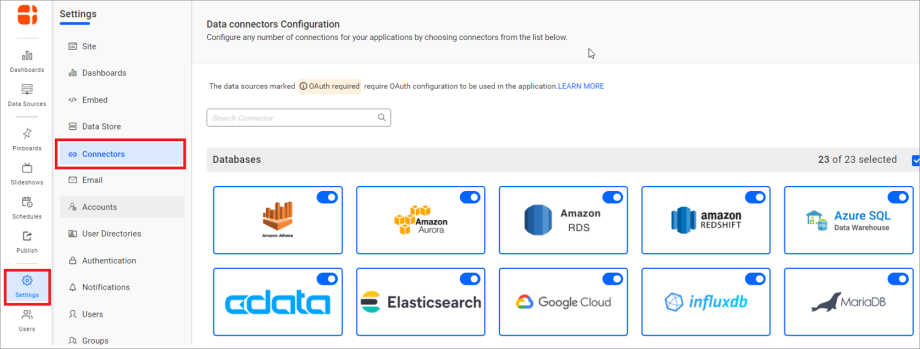 Dashboards
Data Sources
Pinboards
Slideshows
Schedules
Publish
Settings
Users
Settings
Site
Dashboards
Embed
Data Store
Connectors
Email
Accounts
User Directories
Authentication
Notifications
Users
Groups
Data connectors Configuration
Configure any number of connections for your applications by choosing connectors from the list below.
The data sources marked OAuth required require OAuth configuration to be used in the application.LEARN MORE
Search Connector
Databases
23 of 23 selected
Amazon Athena
Amazon
Aurora
Amazon
RDS
amazon
REDSHIFT
Azure SQL
Data Warehouse
cdata
Elasticsearch
Google Cloud
influxdb
MariaDB